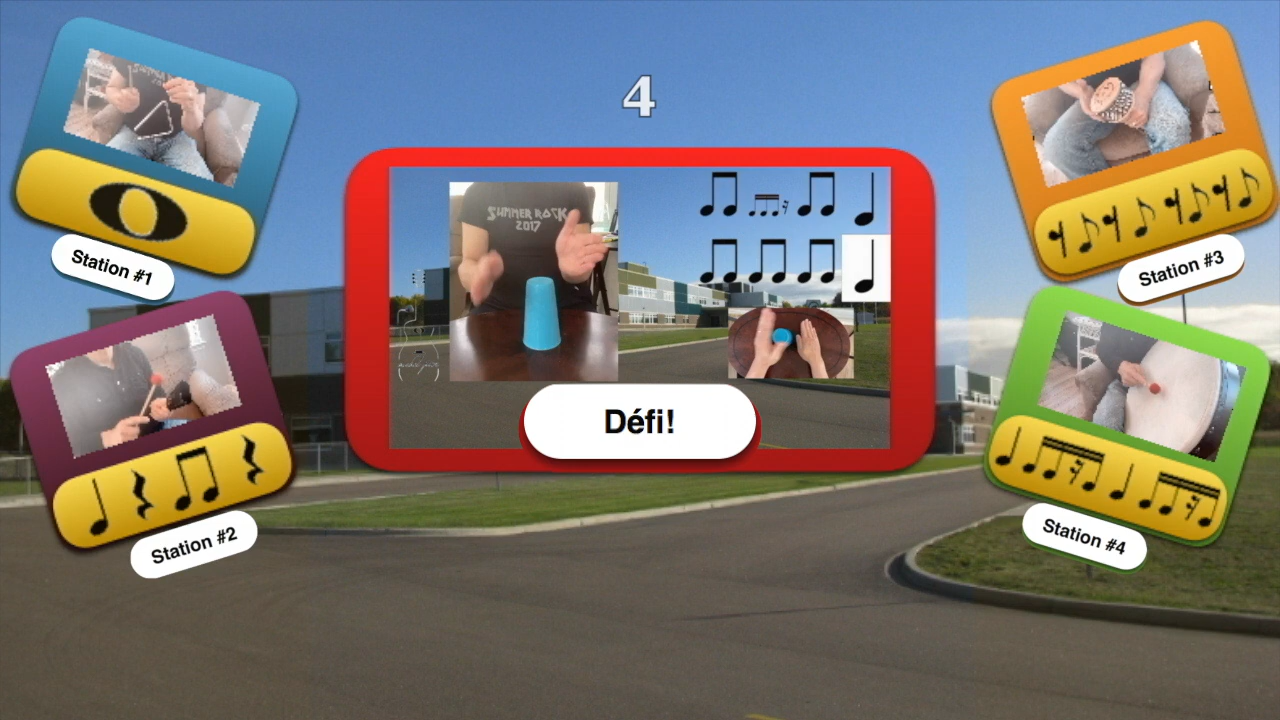 4
Station #1
Station #2
SUMMER ROCK
2017
Défi!
Station #3
Station #4